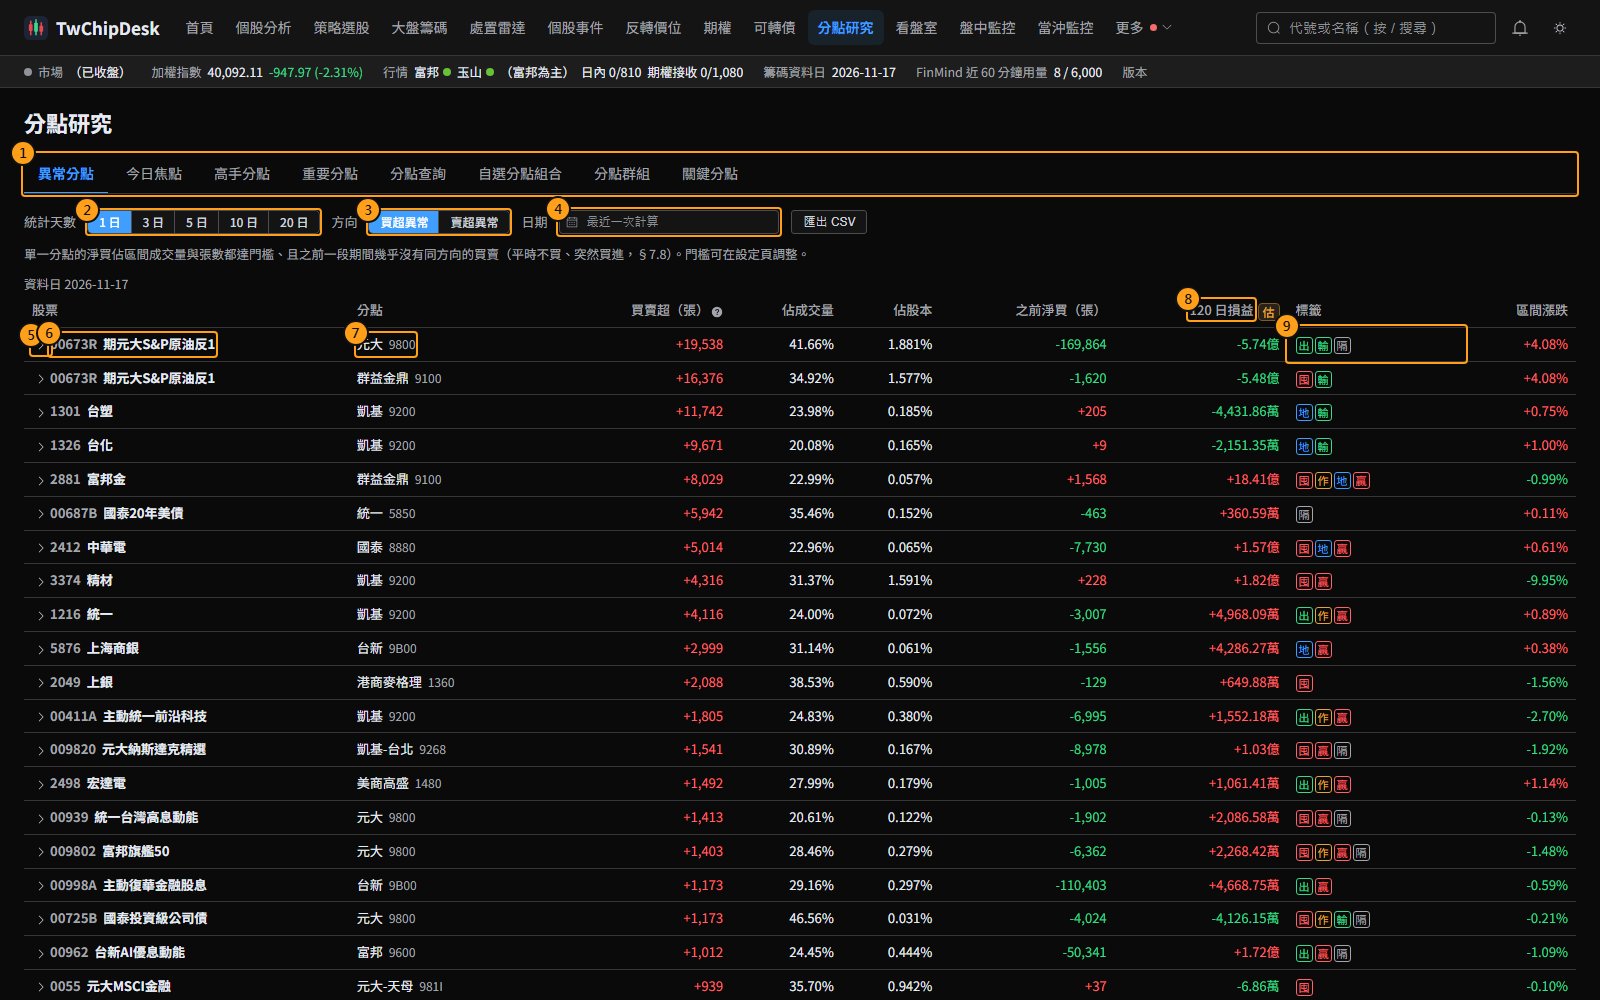 TwChipDesk 首頁 個股分析 策略選股 大盤籌碼 處置雷達 個股事件 反轉價位 期權 可轉債 分點研究 看盤室 盤中監控 當沖監控 更多 代號或名稱（按 / 搜尋）
市場 （已收盤） 加權指數 40,092.11 -947.97 (-2.31%) 行情 富邦 玉山 （富邦為主） 日內 0/810 期權接收 0/1,080 籌碼資料日 2026-11-17 FinMind 近 60 分鐘用量 8 / 6,000 版本
分點研究
1
異常分點 今日焦點 高手分點 重要分點 分點查詢 自選分點組合 分點群組 關鍵分點
統計天數 2 1 日 3 日 5 日 10 日 20 日 方向 3 買超異常 賣超異常 日期 4 最近一次計算 匯出 CSV
單一分點的淨買佔區間成交量與張數都達門檻、且之前一段期間幾乎沒有同方向的買賣（平時不買、突然買進，§7.8）。門檻可在設定頁調整。
資料日 2026-11-17
股票 分點 買賣超（張） ? 佔成交量 佔股本 之前淨買（張） 8 120 日損益 估 標籤 區間漲跌
5 6 00673R 期元大S&P原油反1 7 元大 9800 +19,538 41.66% 1.881% -169,864 -5.74億 9 出 輸 隔 +4.08%
00673R 期元大S&P原油反1 群益金鼎 9100 +16,376 34.92% 1.577% -1,620 -5.48億 囤 輸 +4.08%
1301 台塑 凱基 9200 +11,742 23.98% 0.185% +205 -4,431.86萬 地 輸 +0.75%
1326 台化 凱基 9200 +9,671 20.08% 0.165% +9 -2,151.35萬 地 輸 +1.00%
2881 富邦金 群益金鼎 9100 +8,029 22.99% 0.057% +1,568 +18.41億 囤 作 地 贏 -0.99%
00687B 國泰20年美債 統一 5850 +5,942 35.46% 0.152% -463 +360.59萬 隔 +0.11%
2412 中華電 國泰 8880 +5,014 22.96% 0.065% -7,730 +1.57億 囤 地 贏 +0.61%
3374 精材 凱基 9200 +4,316 31.37% 1.591% +228 +1.82億 囤 贏 -9.95%
1216 統一 凱基 9200 +4,116 24.00% 0.072% -3,007 +4,968.09萬 出 作 贏 +0.89%
5876 上海商銀 台新 9B00 +2,999 31.14% 0.061% -1,556 +4,286.27萬 地 贏 +0.38%
2049 上銀 港商麥格理 1360 +2,088 38.53% 0.590% -129 +649.88萬 囤 -1.56%
00411A 主動統一前沿科技 凱基 9200 +1,805 24.83% 0.380% -6,995 +1,552.18萬 出 作 贏 -2.70%
009820 元大納斯達克精選 凱基-台北 9268 +1,541 30.89% 0.167% -8,978 +1.03億 囤 贏 隔 -1.92%
2498 宏達電 美商高盛 1480 +1,492 27.99% 0.179% -1,005 +1,061.41萬 出 作 贏 +1.14%
00939 統一台灣高息動能 元大 9800 +1,413 20.61% 0.122% -1,902 +2,086.58萬 囤 贏 隔 -0.13%
009802 富邦旗艦50 元大 9800 +1,403 28.46% 0.279% -6,362 +2,268.42萬 囤 作 贏 隔 -1.48%
00998A 主動復華金融股息 台新 9B00 +1,173 29.16% 0.297% -110,403 +4,668.75萬 出 贏 -0.59%
00725B 國泰投資級公司債 元大 9800 +1,173 46.56% 0.031% -4,024 -4,126.15萬 囤 作 輸 隔 -0.21%
00962 台新AI優息動能 富邦 9600 +1,012 24.45% 0.444% -50,341 +1.72億 出 贏 隔 -1.09%
0055 元大MSCI金融 元大-天母 981I +939 35.70% 0.942% +37 -6.86萬 囤 -0.10%